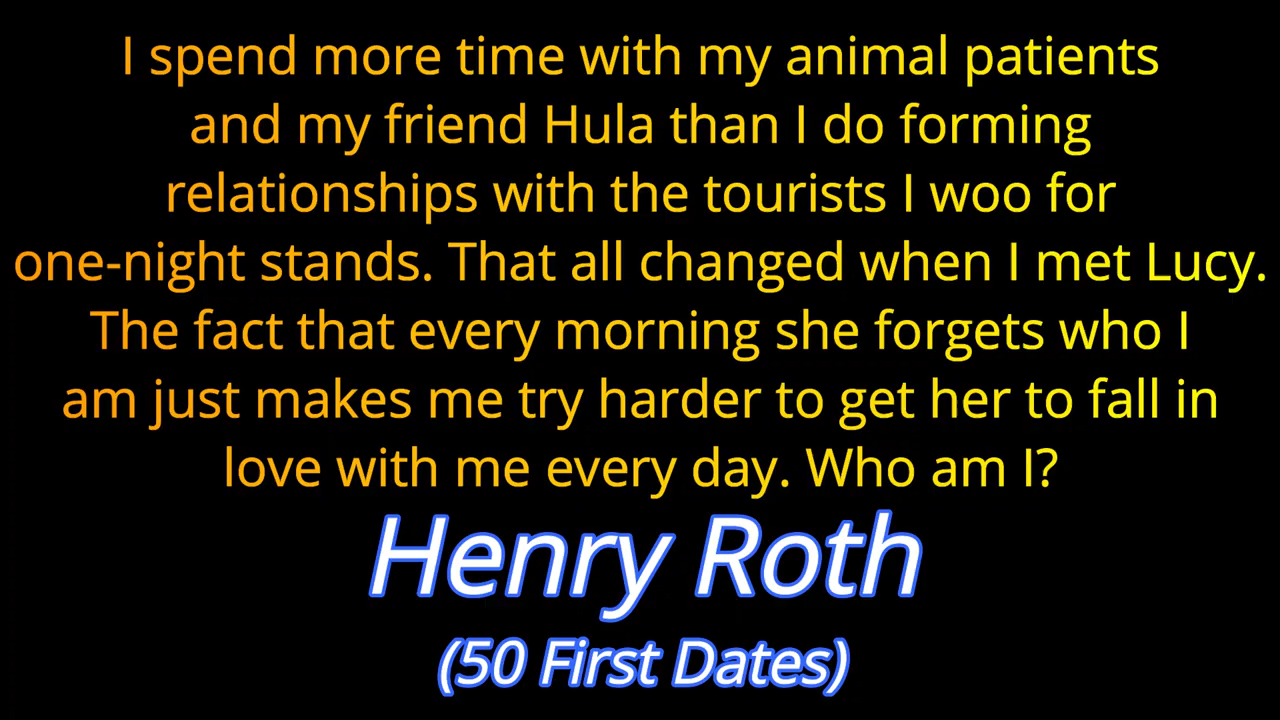 I spend more time with my animal patients
and my friend Hula than I do forming
relationships with the tourists I woo for
one-night stands. That all changed when I met Lucy.
The fact that every morning she forgets who I
am just makes me try harder to get her to fall in
love with me every day. Who am I?
Henry Roth
(50 First Dates)